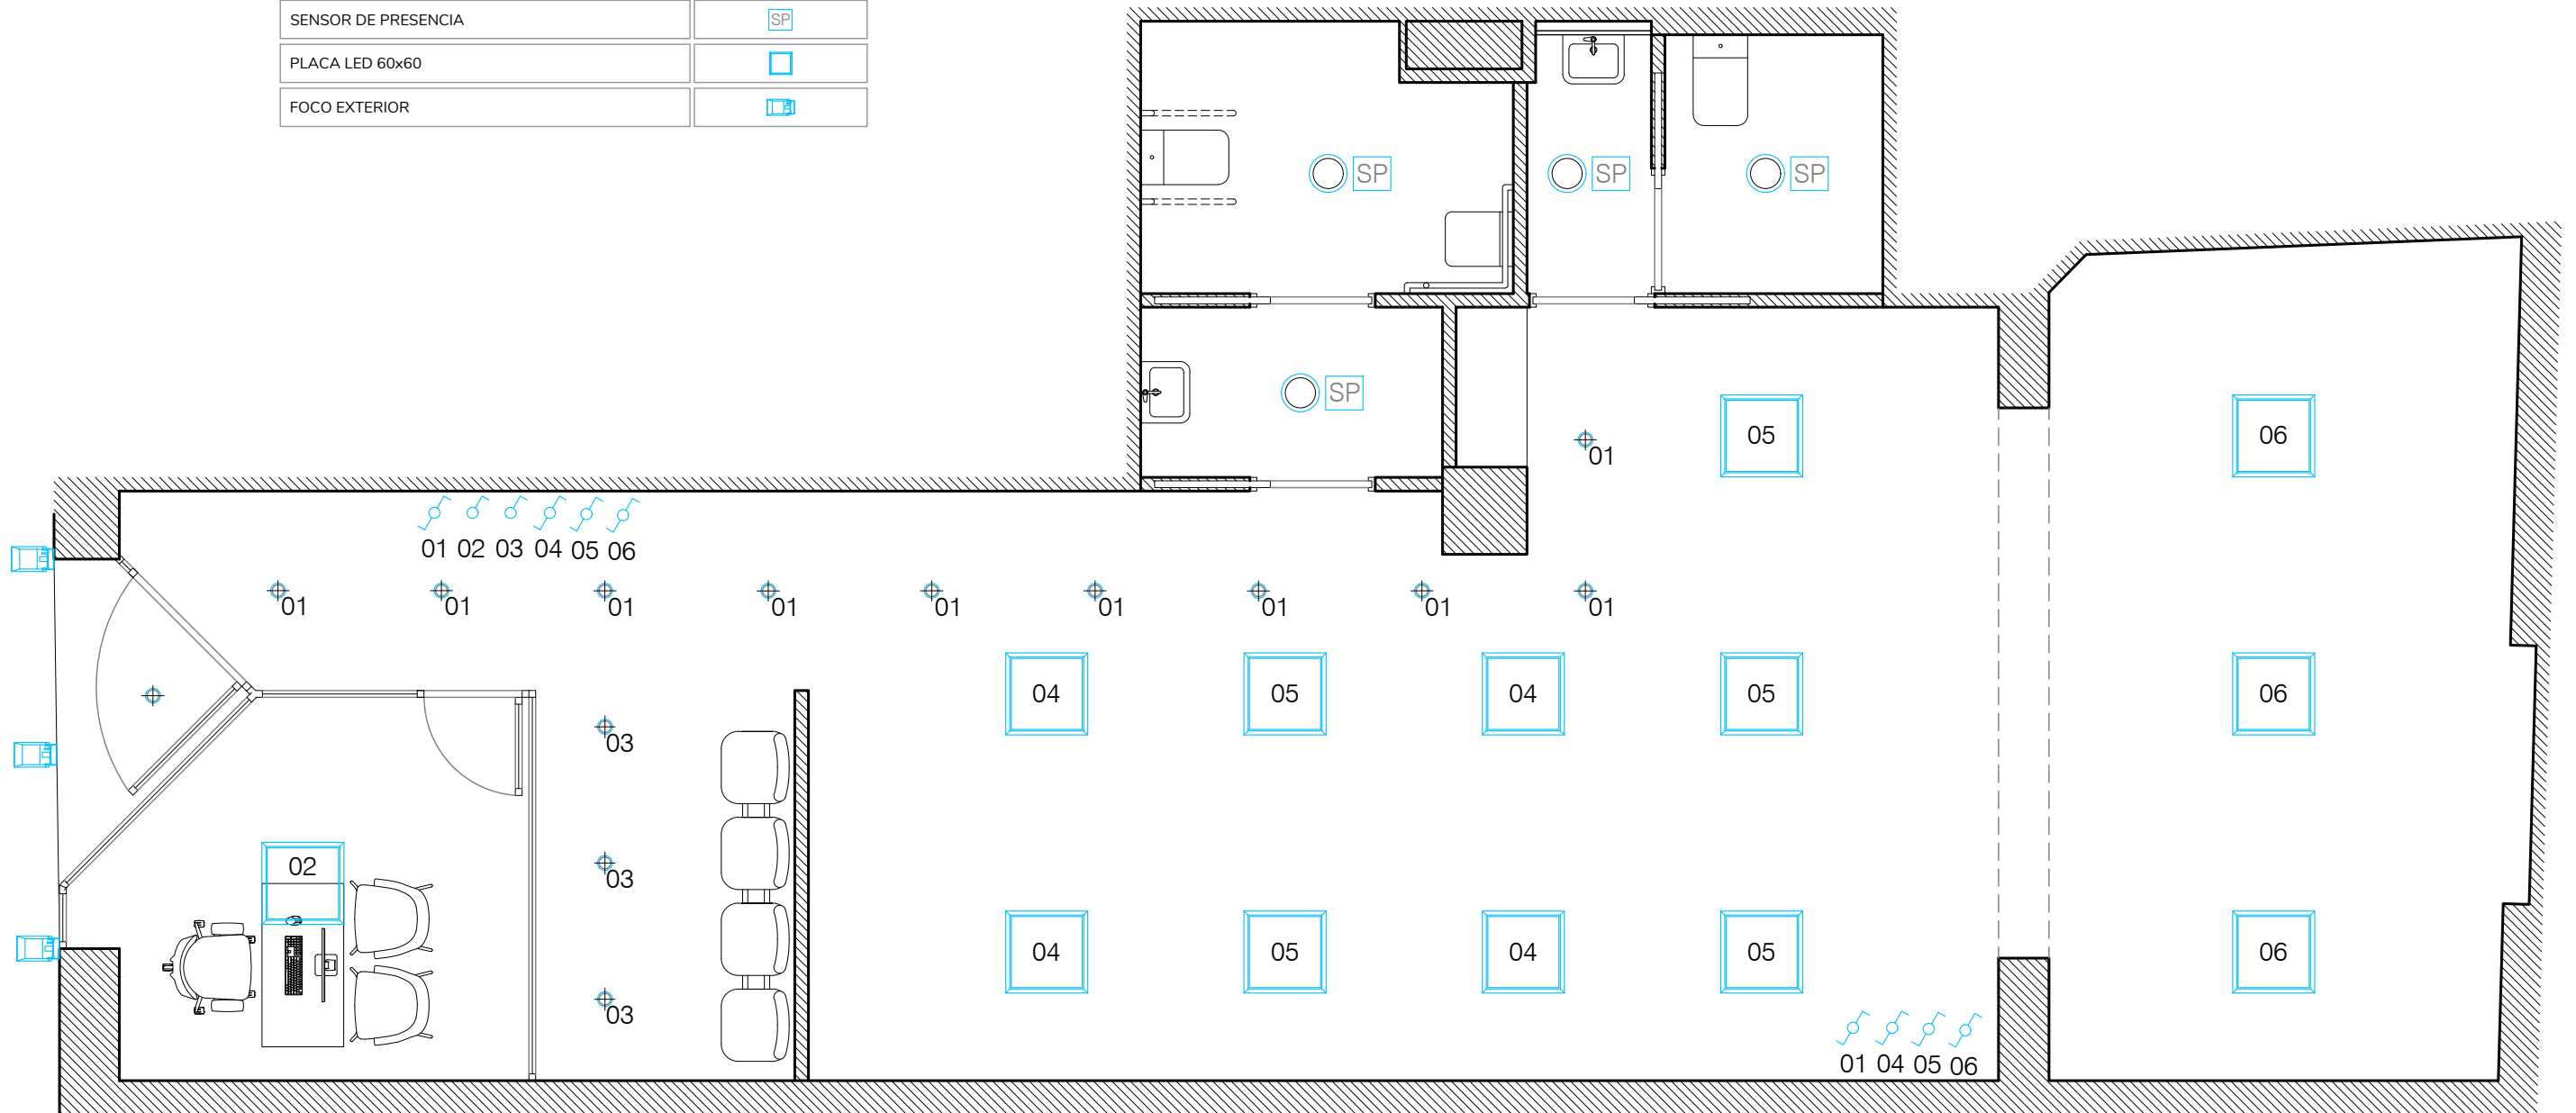 SENSOR DE PRESENCIA SP
PLACA LED 60x60
FOCO EXTERIOR
SP SP SP
SP
01 05 06
01 02 03 04 05 06
01 01 01 01 01 01 01 01 01
04 05 04 05 06
03
02
03
04 05 04 05 06
03
01 04 05 06